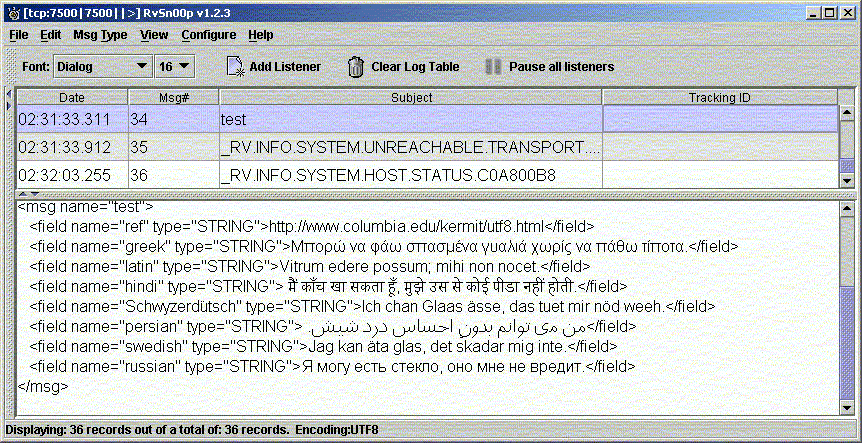 [tcp:7500|7500||>] RvSn00p v1.2.3
File Edit Msg Type View Configure Help
Font: Dialog 16 Add Listener Clear Log Table Pause all listeners
Date Msg# Subject Tracking ID
02:31:33.311 34 test
02:31:33.912 35 _RV.INFO.SYSTEM.UNREACHABLE.TRANSPORT....
02:32:03.255 36 _RV.INFO.SYSTEM.HOST.STATUS.C0A800B8
<msg name="test">
<field name="ref" type="STRING">http://www.columbia.edu/kermit/utf8.html</field>
<field name="greek" type="STRING">Μπορώ να φάω σπασμένα γυαλιά χωρίς να πάθω τίποτα.</field>
<field name="latin" type="STRING">Vitrum edere possum; mihi non nocet.</field>
<field name="hindi" type="STRING"> मैं काँच खा सकता हूँ, मुझे उस से कोई पीडा नहीं होती.</field>
<field name="Schwyzerdütsch" type="STRING">Ich chan Glaas ässe, das tuet mir nöd weeh.</field>
<field name="persian" type="STRING"> .من می توانم بدونِ احساس درد شيش</field>
<field name="swedish" type="STRING">Jag kan äta glas, det skadar mig inte.</field>
<field name="russian" type="STRING">Я могу есть стекло, оно мне не вредит.</field>
</msg>
Displaying: 36 records out of a total of: 36 records. Encoding:UTF8